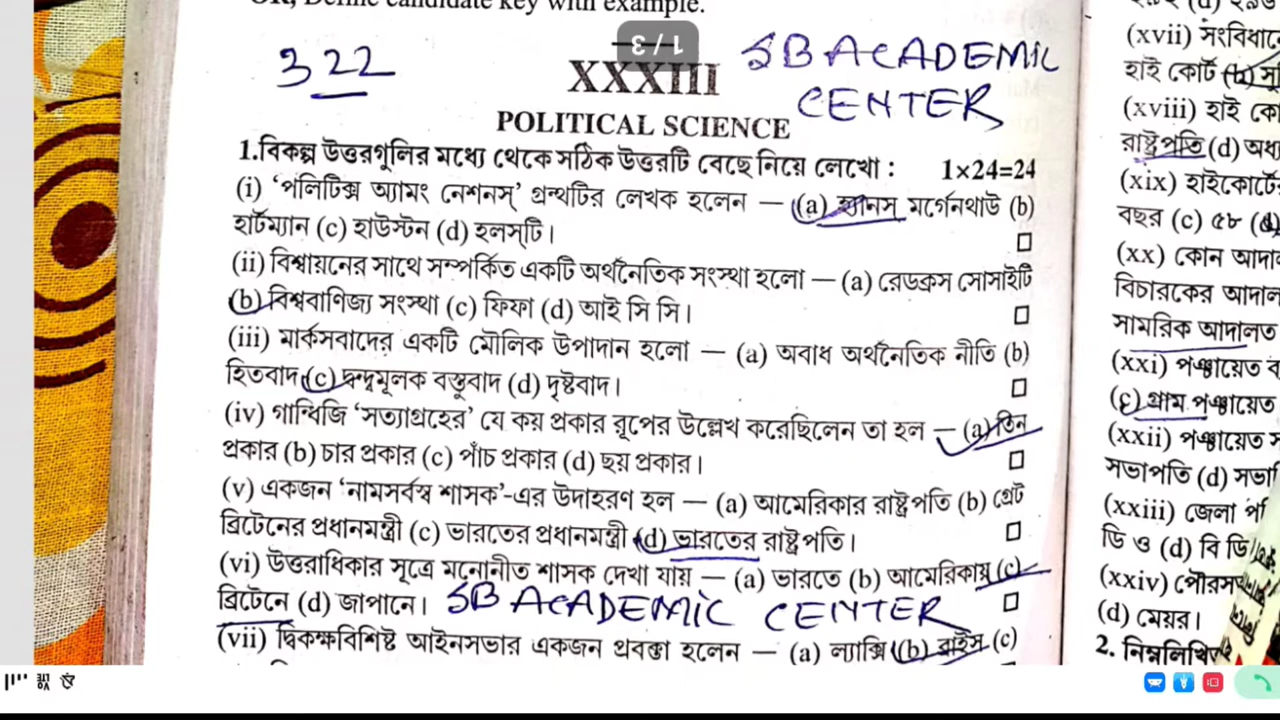 OR, Define candidate key with example.
322
1/3
XXXIII
SB ACADEMIC
CENTER
POLITICAL SCIENCE
1.বিকল্প উত্তরগুলির মধ্যে থেকে সঠিক উত্তরটি বেছে নিয়ে লেখো : 1×24=24
(i) ‘পলিটিক্স অ্যামং নেশনস্’ গ্রন্থটির লেখক হলেন — (a) হ্যানস্ মর্গেনথাউ (b)
হার্টম্যান (c) হাউস্টন (d) হলস্‌টি।
(ii) বিশ্বায়নের সাথে সম্পর্কিত একটি অর্থনৈতিক সংস্থা হলো — (a) রেডক্রস সোসাইটি
(b) বিশ্ববাণিজ্য সংস্থা (c) ফিফা (d) আই সি সি।
(iii) মার্কসবাদের একটি মৌলিক উপাদান হলো — (a) অবাধ অর্থনৈতিক নীতি (b)
হিতবাদ (c) দ্বন্দ্বমূলক বস্তুবাদ (d) দৃষ্টবাদ।
(iv) গান্ধিজি ‘সত্যাগ্রহের’ যে কয় প্রকার রূপের উল্লেখ করেছিলেন তা হল — (a) তিন
প্রকার (b) চার প্রকার (c) পাঁচ প্রকার (d) ছয় প্রকার।
(v) একজন ‘নামসর্বস্ব শাসক’-এর উদাহরণ হল — (a) আমেরিকার রাষ্ট্রপতি (b) গ্রেট
ব্রিটেনের প্রধানমন্ত্রী (c) ভারতের প্রধানমন্ত্রী (d) ভারতের রাষ্ট্রপতি।
(vi) উত্তরাধিকার সূত্রে মনোনীত শাসক দেখা যায় — (a) ভারতে (b) আমেরিকায় (c)
ব্রিটেনে (d) জাপানে। SB ACADEMIC CENTER
(vii) দ্বিকক্ষবিশিষ্ট আইনসভার একজন প্রবক্তা হলেন — (a) ল্যাস্কি (b) ব্রাইস (c)
(xvii) সংবিধানে
হাই কোর্ট (b)
(xviii) হাই কো
রাষ্ট্রপতি (d) অধ্য
(xix) হাইকোর্টে
বছর (c) ৫৮ (d)
(xx) কোন আদা
বিচারকের আদাল
সামরিক আদালত
(xxi) পঞ্চায়েত ব
(c) গ্রাম পঞ্চায়েত
(xxii) পঞ্চায়েত স
সভাপতি (d) সভা
(xxiii) জেলা প
ডি ও (d) বি ডি
(xxiv) পৌরস
(d) মেয়র।
2. নিম্নলিখি